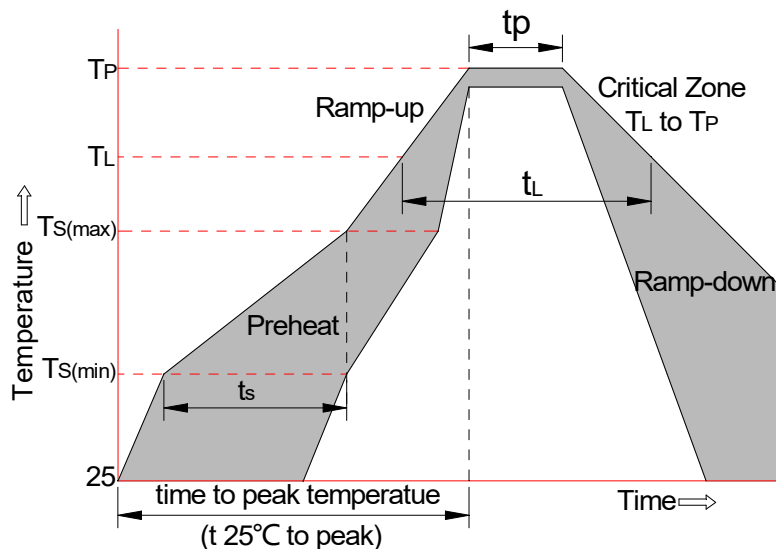 tp
TP
Critical Zone
TL to TP
Ramp-up
TL
tL
TS(max)
Temperature
Ramp-down
Preheat
TS(min)
ts
25
time to peak temperatue
Time
(t 25℃ to peak)